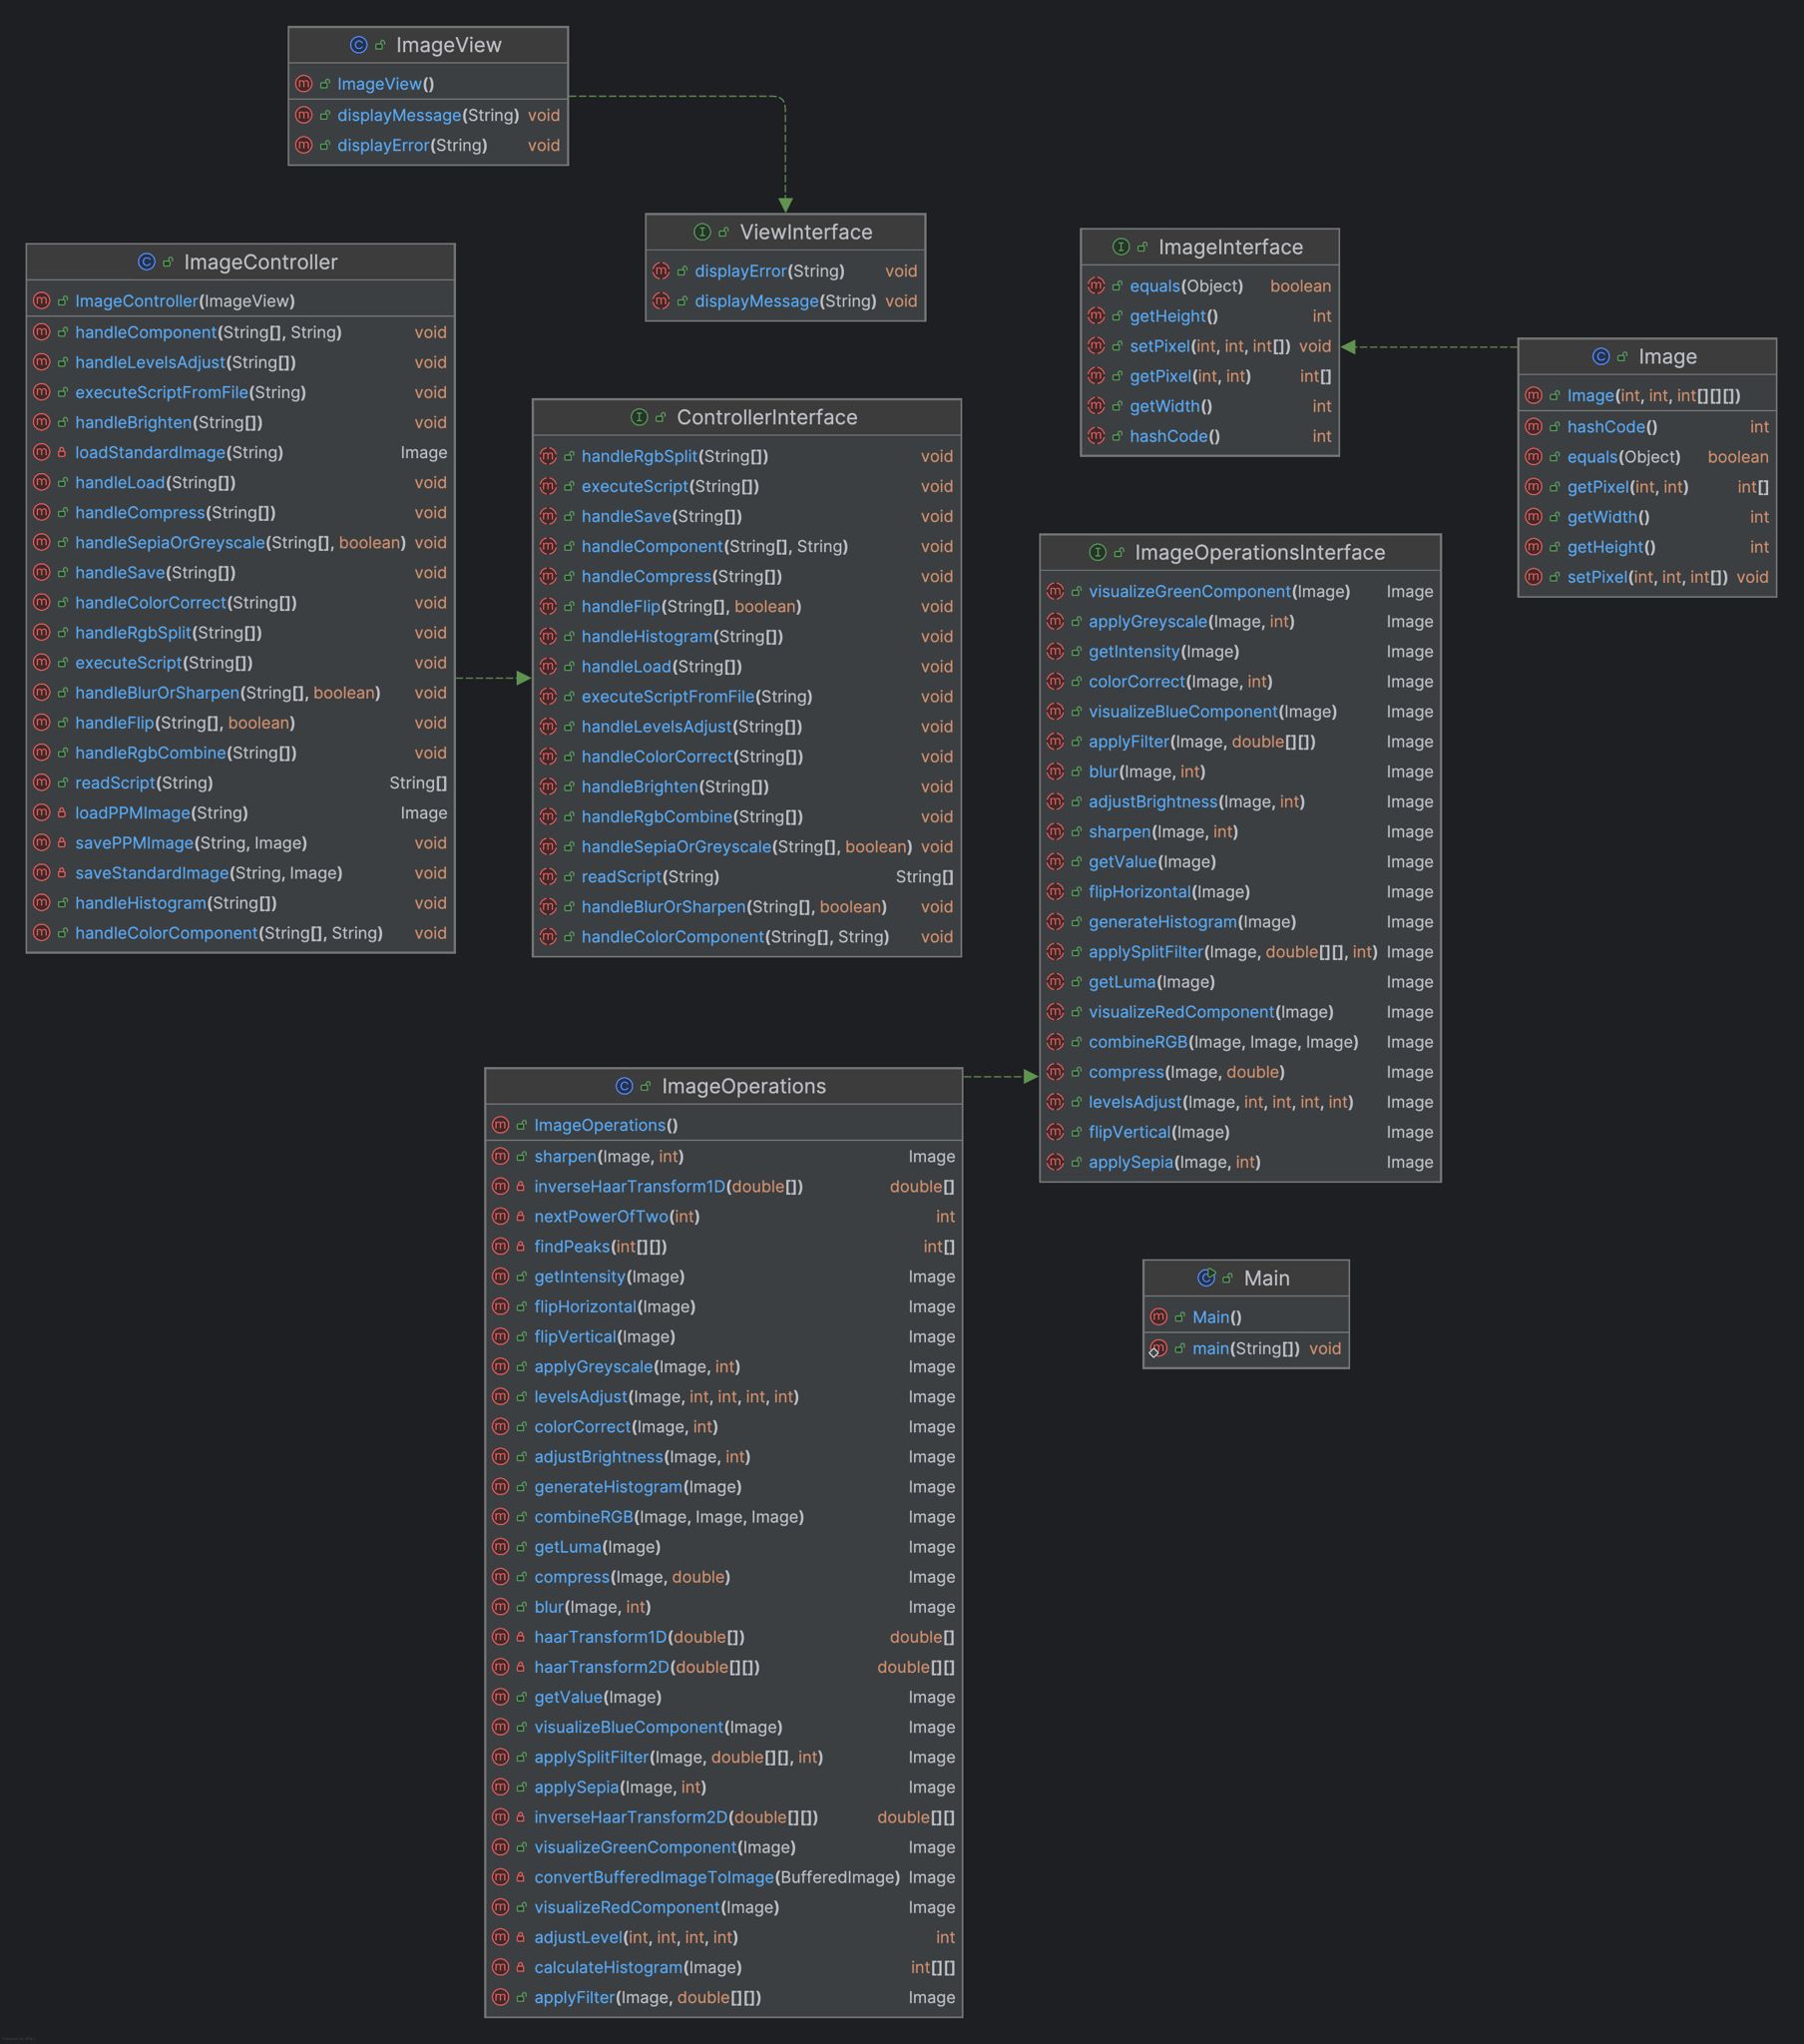 ImageView
ImageView()
displayMessage(String) void
displayError(String) void
ViewInterface
displayError(String) void
displayMessage(String) void
ImageController
ImageController(ImageView)
handleComponent(String[], String) void
handleLevelsAdjust(String[]) void
executeScriptFromFile(String) void
handleBrighten(String[]) void
loadStandardImage(String) Image
handleLoad(String[]) void
handleCompress(String[]) void
handleSepiaOrGreyscale(String[], boolean) void
handleSave(String[]) void
handleColorCorrect(String[]) void
handleRgbSplit(String[]) void
executeScript(String[]) void
handleBlurOrSharpen(String[], boolean) void
handleFlip(String[], boolean) void
handleRgbCombine(String[]) void
readScript(String) String[]
loadPPMImage(String) Image
savePPMImage(String, Image) void
saveStandardImage(String, Image) void
handleHistogram(String[]) void
handleColorComponent(String[], String) void
ControllerInterface
handleRgbSplit(String[]) void
executeScript(String[]) void
handleSave(String[]) void
handleComponent(String[], String) void
handleCompress(String[]) void
handleFlip(String[], boolean) void
handleHistogram(String[]) void
handleLoad(String[]) void
executeScriptFromFile(String) void
handleLevelsAdjust(String[]) void
handleColorCorrect(String[]) void
handleBrighten(String[]) void
handleRgbCombine(String[]) void
handleSepiaOrGreyscale(String[], boolean) void
readScript(String) String[]
handleBlurOrSharpen(String[], boolean) void
handleColorComponent(String[], String) void
ImageInterface
equals(Object) boolean
getHeight() int
setPixel(int, int, int[]) void
getPixel(int, int) int[]
getWidth() int
hashCode() int
Image
Image(int, int, int[][][])
hashCode() int
equals(Object) boolean
getPixel(int, int) int[]
getWidth() int
getHeight() int
setPixel(int, int, int[]) void
ImageOperationsInterface
visualizeGreenComponent(Image) Image
applyGreyscale(Image, int) Image
getIntensity(Image) Image
colorCorrect(Image, int) Image
visualizeBlueComponent(Image) Image
applyFilter(Image, double[][]) Image
blur(Image, int) Image
adjustBrightness(Image, int) Image
sharpen(Image, int) Image
getValue(Image) Image
flipHorizontal(Image) Image
generateHistogram(Image) Image
applySplitFilter(Image, double[][], int) Image
getLuma(Image) Image
visualizeRedComponent(Image) Image
combineRGB(Image, Image, Image) Image
compress(Image, double) Image
levelsAdjust(Image, int, int, int, int) Image
flipVertical(Image) Image
applySepia(Image, int) Image
ImageOperations
ImageOperations()
sharpen(Image, int) Image
inverseHaarTransform1D(double[]) double[]
nextPowerOfTwo(int) int
findPeaks(int[][]) int[]
getIntensity(Image) Image
flipHorizontal(Image) Image
flipVertical(Image) Image
applyGreyscale(Image, int) Image
levelsAdjust(Image, int, int, int, int) Image
colorCorrect(Image, int) Image
adjustBrightness(Image, int) Image
generateHistogram(Image) Image
combineRGB(Image, Image, Image) Image
getLuma(Image) Image
compress(Image, double) Image
blur(Image, int) Image
haarTransform1D(double[]) double[]
haarTransform2D(double[][]) double[][]
getValue(Image) Image
visualizeBlueComponent(Image) Image
applySplitFilter(Image, double[][], int) Image
applySepia(Image, int) Image
inverseHaarTransform2D(double[][]) double[][]
visualizeGreenComponent(Image) Image
convertBufferedImageToImage(BufferedImage) Image
visualizeRedComponent(Image) Image
adjustLevel(int, int, int, int) int
calculateHistogram(Image) int[][]
applyFilter(Image, double[][]) Image
Main
Main()
main(String[]) void